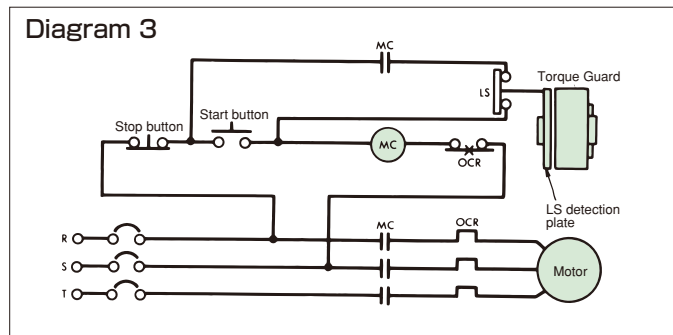 Diagram 3
MC
Torque Guard
LS
Start button
Stop button
MC
OCR
LS detection
plate
MC
OCR
R
S
Motor
T